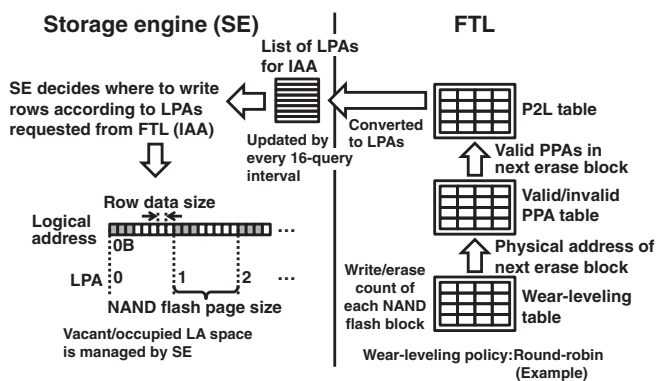 Storage engine (SE)
FTL
List of LPAs
for IAA
SE decides where to write
rows according to LPAs
requested from FTL (IAA)
Updated by
every 16-query
interval
Converted
to LPAs
P2L table
Valid PPAs in
next erase block
Valid/invalid
PPA table
Physical address of
next erase block
Write/erase
count of
each NAND
flash block
Wear-leveling
table
Row data size
Logical
address
...
0B
LPA
0
1
2
...
NAND flash page size
Vacant/occupied LA space
is managed by SE
Wear-leveling policy:Round-robin
(Example)